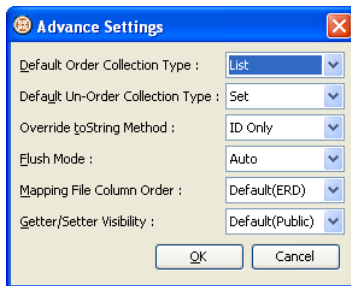 Advance Settings
Default Order Collection Type : List
Default Un-Order Collection Type : Set
Override toString Method : ID Only
Flush Mode : Auto
Mapping File Column Order : Default(ERD)
Getter/Setter Visibility : Default(Public)
OK Cancel